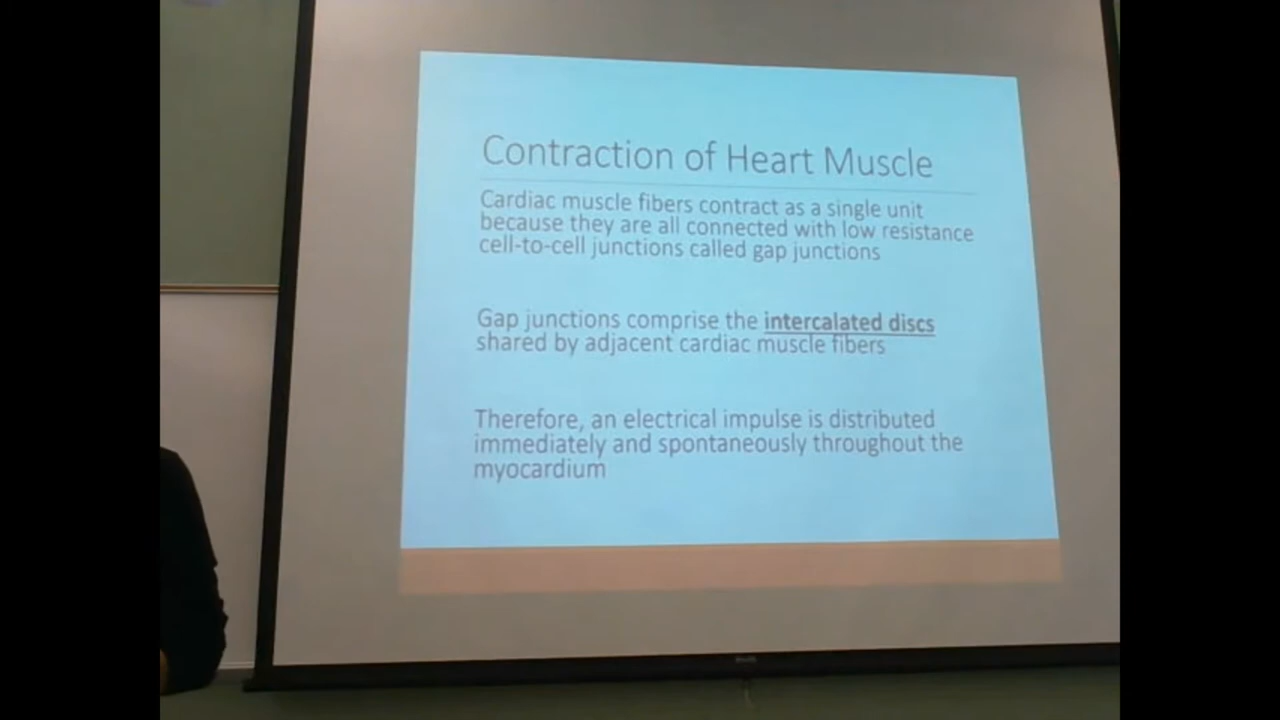 Contraction of Heart Muscle
Cardiac muscle fibers contract as a single unit
because they are all connected with low resistance
cell-to-cell junctions called gap junctions
Gap junctions comprise the intercalated discs
shared by adjacent cardiac muscle fibers
Therefore, an electrical impulse is distributed
immediately and spontaneously throughout the
myocardium